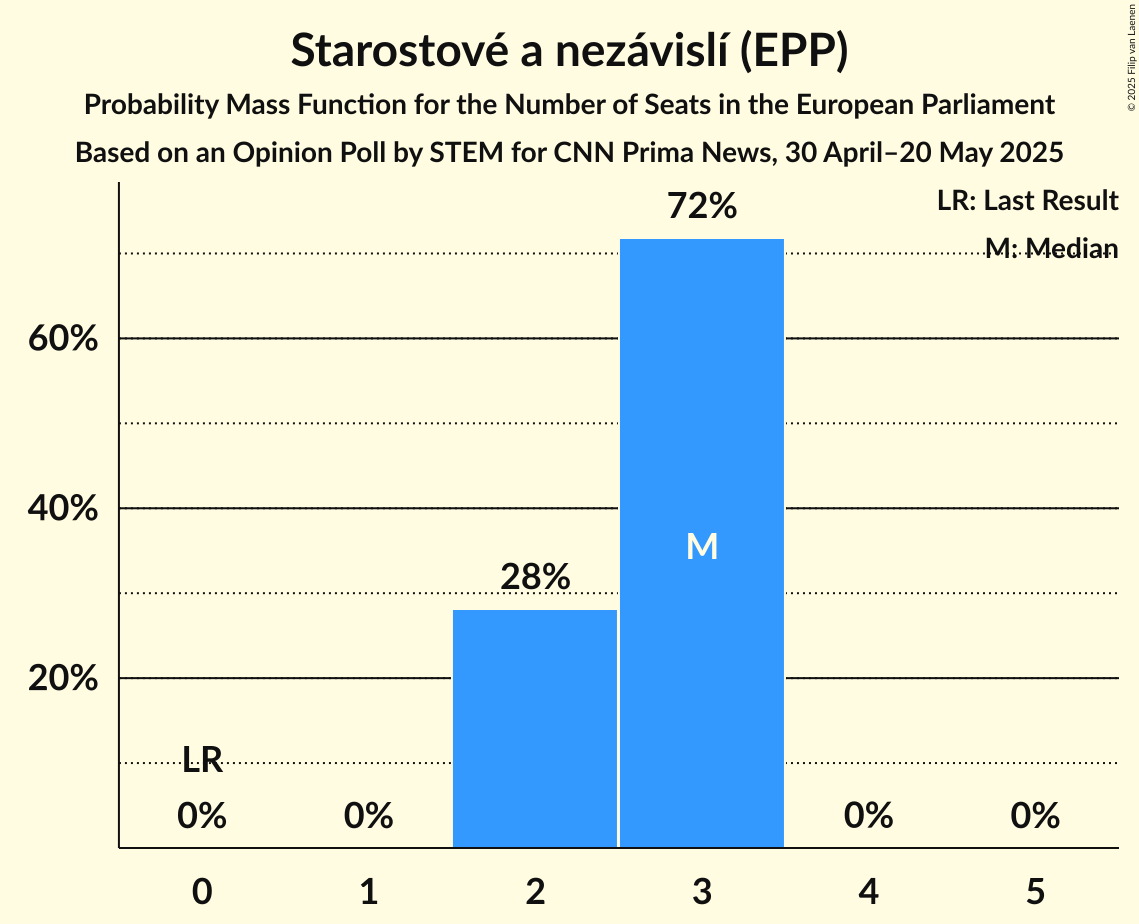 Starostové a nezávislí (EPP)
Probability Mass Function for the Number of Seats in the European Parliament
Based on an Opinion Poll by STEM for CNN Prima News, 30 April–20 May 2025
© 2025 Filip van Laenen
LR: Last Result
M: Median
72%
60%
40%
M
28%
20%
LR
0% 0% 0% 0%
0 1 2 3 4 5